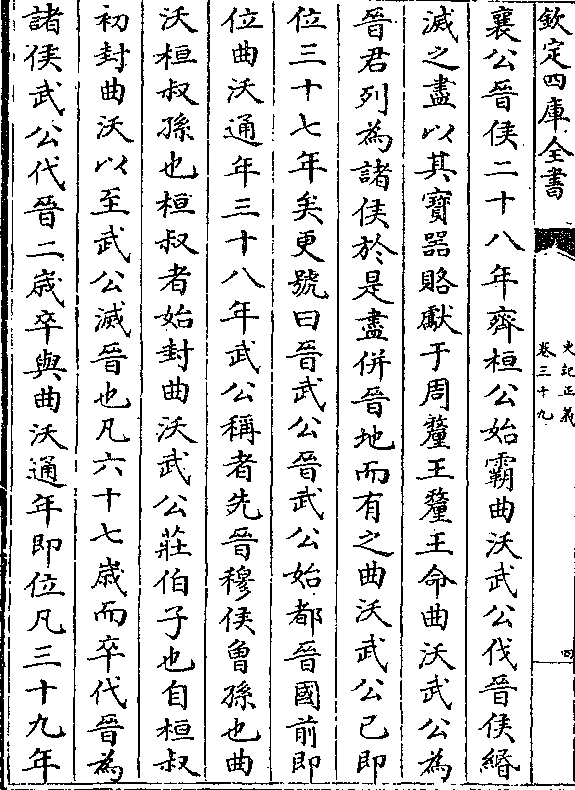 欽定四庫全書
史記正義
卷三十九
四
襄公晉侯二十八年齊桓公始霸曲沃武公伐晉侯緡
滅之盡以其寶器賂獻于周釐王釐王命曲沃武公為
晉君列為諸侯於是盡併晉地而有之曲沃武公已即
位三十七年矣更號曰晉武公晉武公始都晉國前即
位曲沃通年三十八年武公稱者先晉穆侯曾孫也曲
沃桓叔孫也桓叔者始封曲沃武公莊伯子也自桓叔
初封曲沃以至武公滅晉也凡六十七歲而卒代晉為
諸侯武公代晉二歲卒與曲沃通年即位凡三十九年